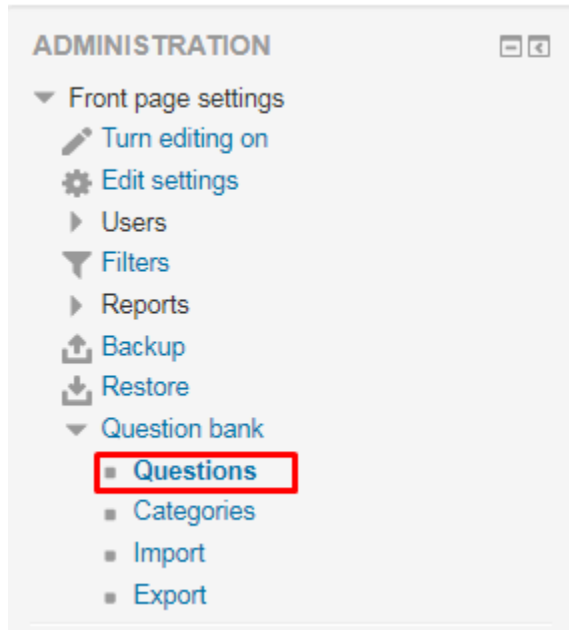 ADMINISTRATION
Front page settings
Turn editing on
Edit settings
Users
Filters
Reports
Backup
Restore
Question bank
Questions
Categories
Import
Export